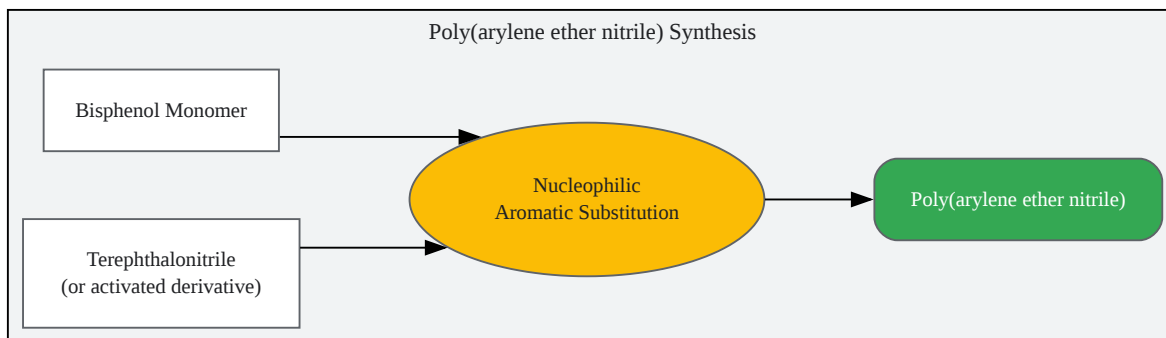 Poly(arylene ether nitrile) Synthesis
Bisphenol Monomer
Nucleophilic
Aromatic Substitution
Poly(arylene ether nitrile)
Terephthalonitrile
(or activated derivative)